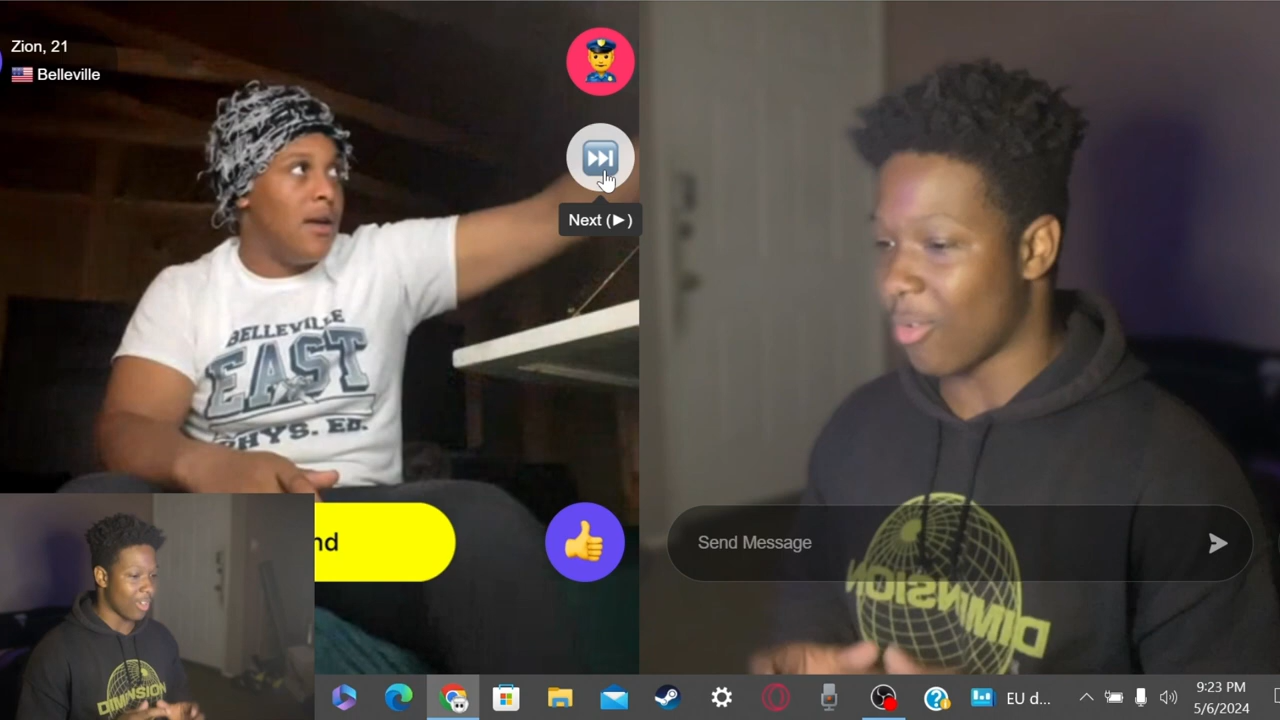 Zion, 21
Belleville
Next (▶)
BELLEVILLE
EAST
PHYS. ED.
nd
Send Message
DIMNSION
DIMNSION
EU d...
9:23 PM
5/6/2024